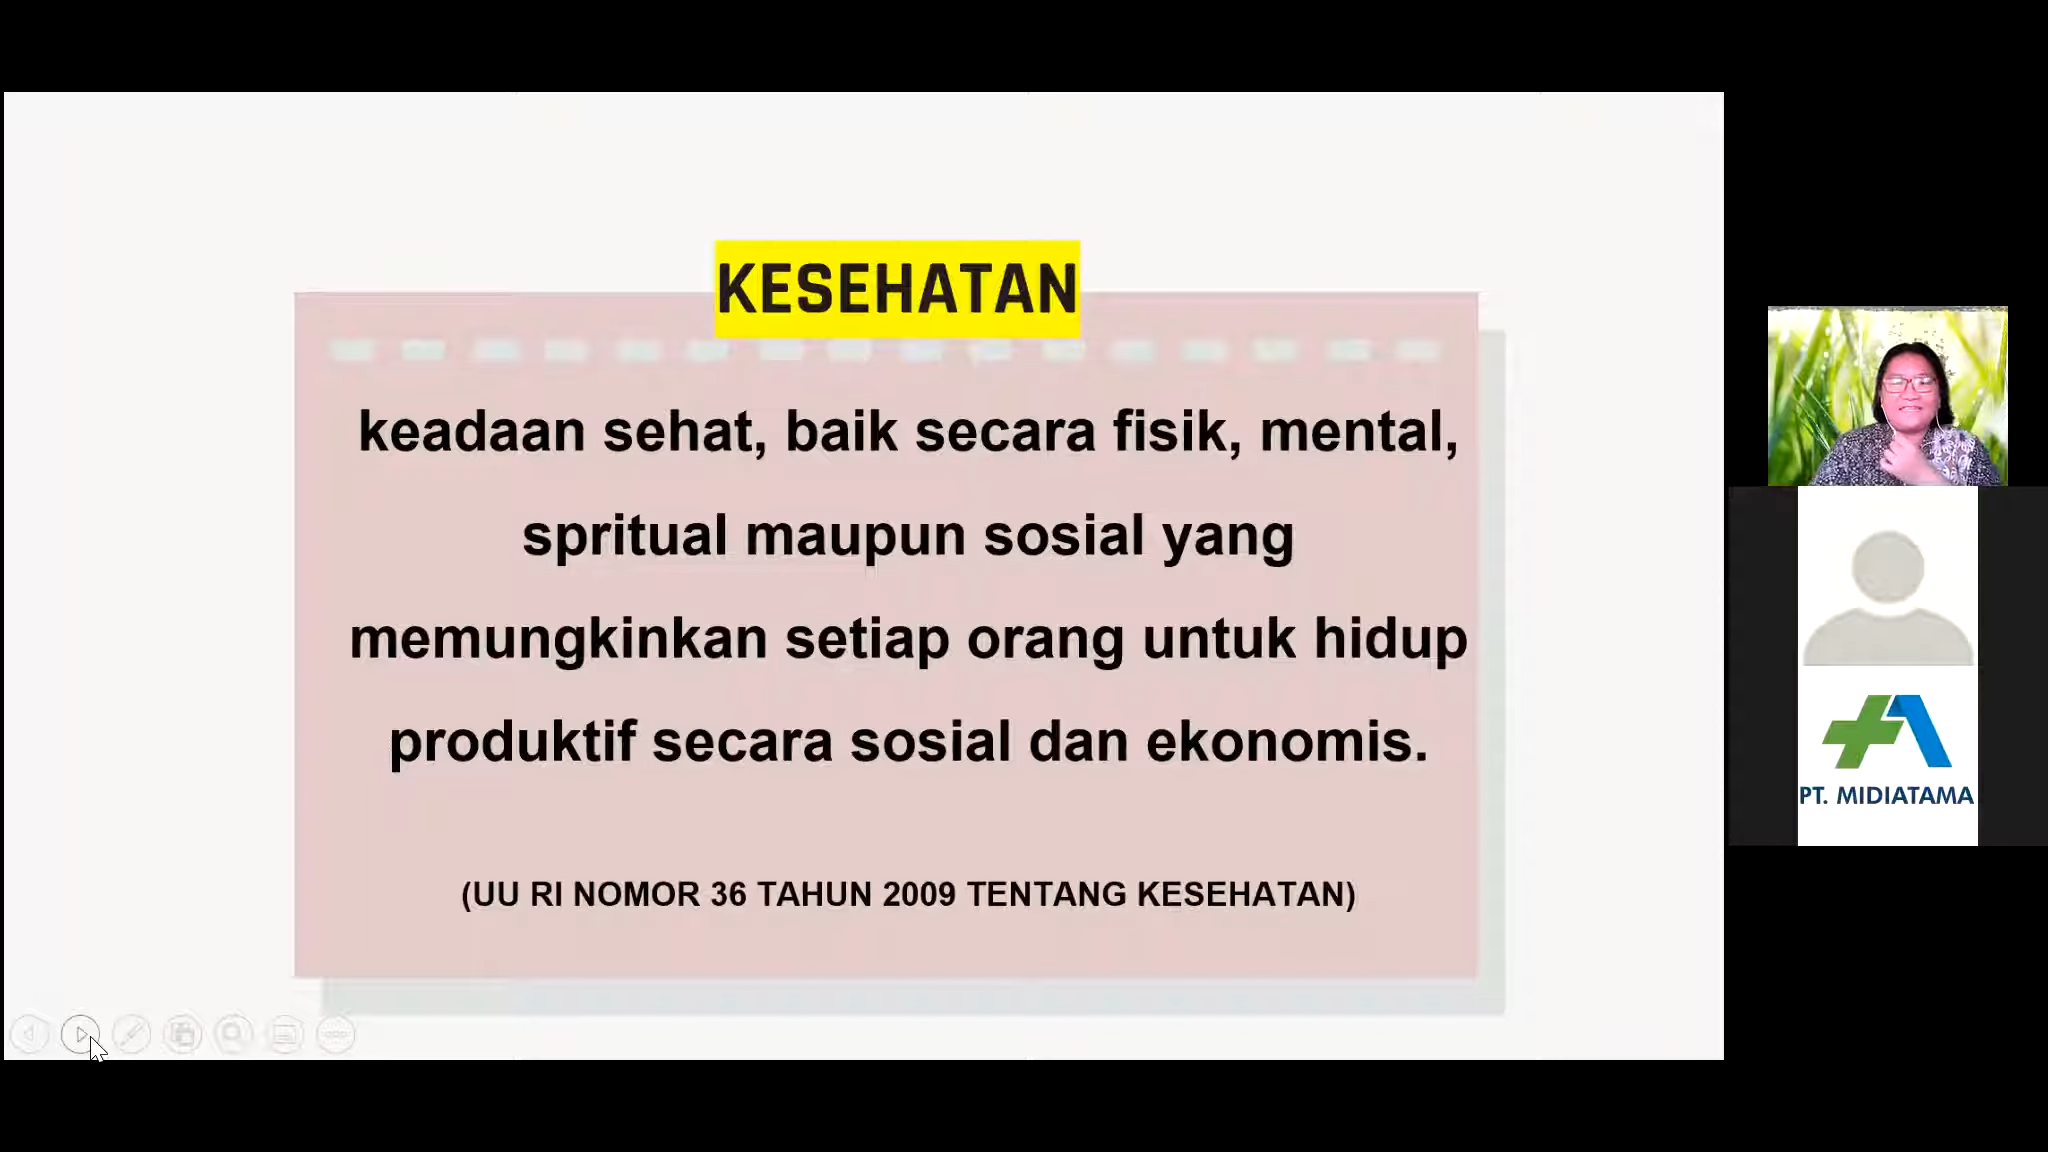 KESEHATAN
keadaan sehat, baik secara fisik, mental,
spritual maupun sosial yang
memungkinkan setiap orang untuk hidup
produktif secara sosial dan ekonomis.
(UU RI NOMOR 36 TAHUN 2009 TENTANG KESEHATAN)
PT. MIDIATAMA